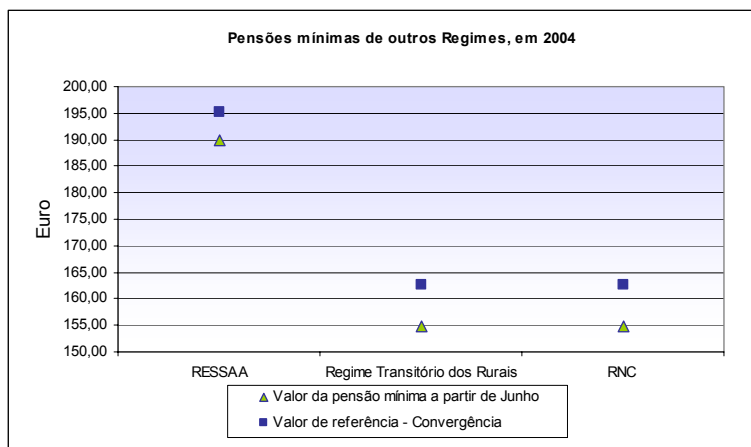 Pensões mínimas de outros Regimes, em 2004
200,00
195,00
190,00
185,00
180,00
175,00
170,00
165,00
160,00
155,00
150,00
Euro
RESSAA Regime Transitório dos Rurais RNC
Valor da pensão mínima a partir de Junho
Valor de referência - Convergência